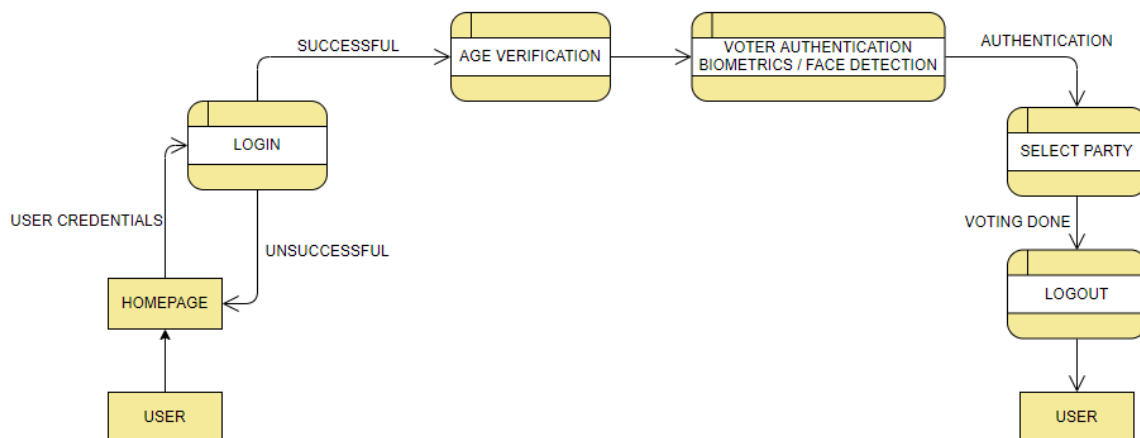 SUCCESSFUL
AGE VERIFICATION
VOTER AUTHENTICATION
BIOMETRICS / FACE DETECTION
AUTHENTICATION
LOGIN
SELECT PARTY
USER CREDENTIALS
VOTING DONE
UNSUCCESSFUL
LOGOUT
HOMEPAGE
USER
USER